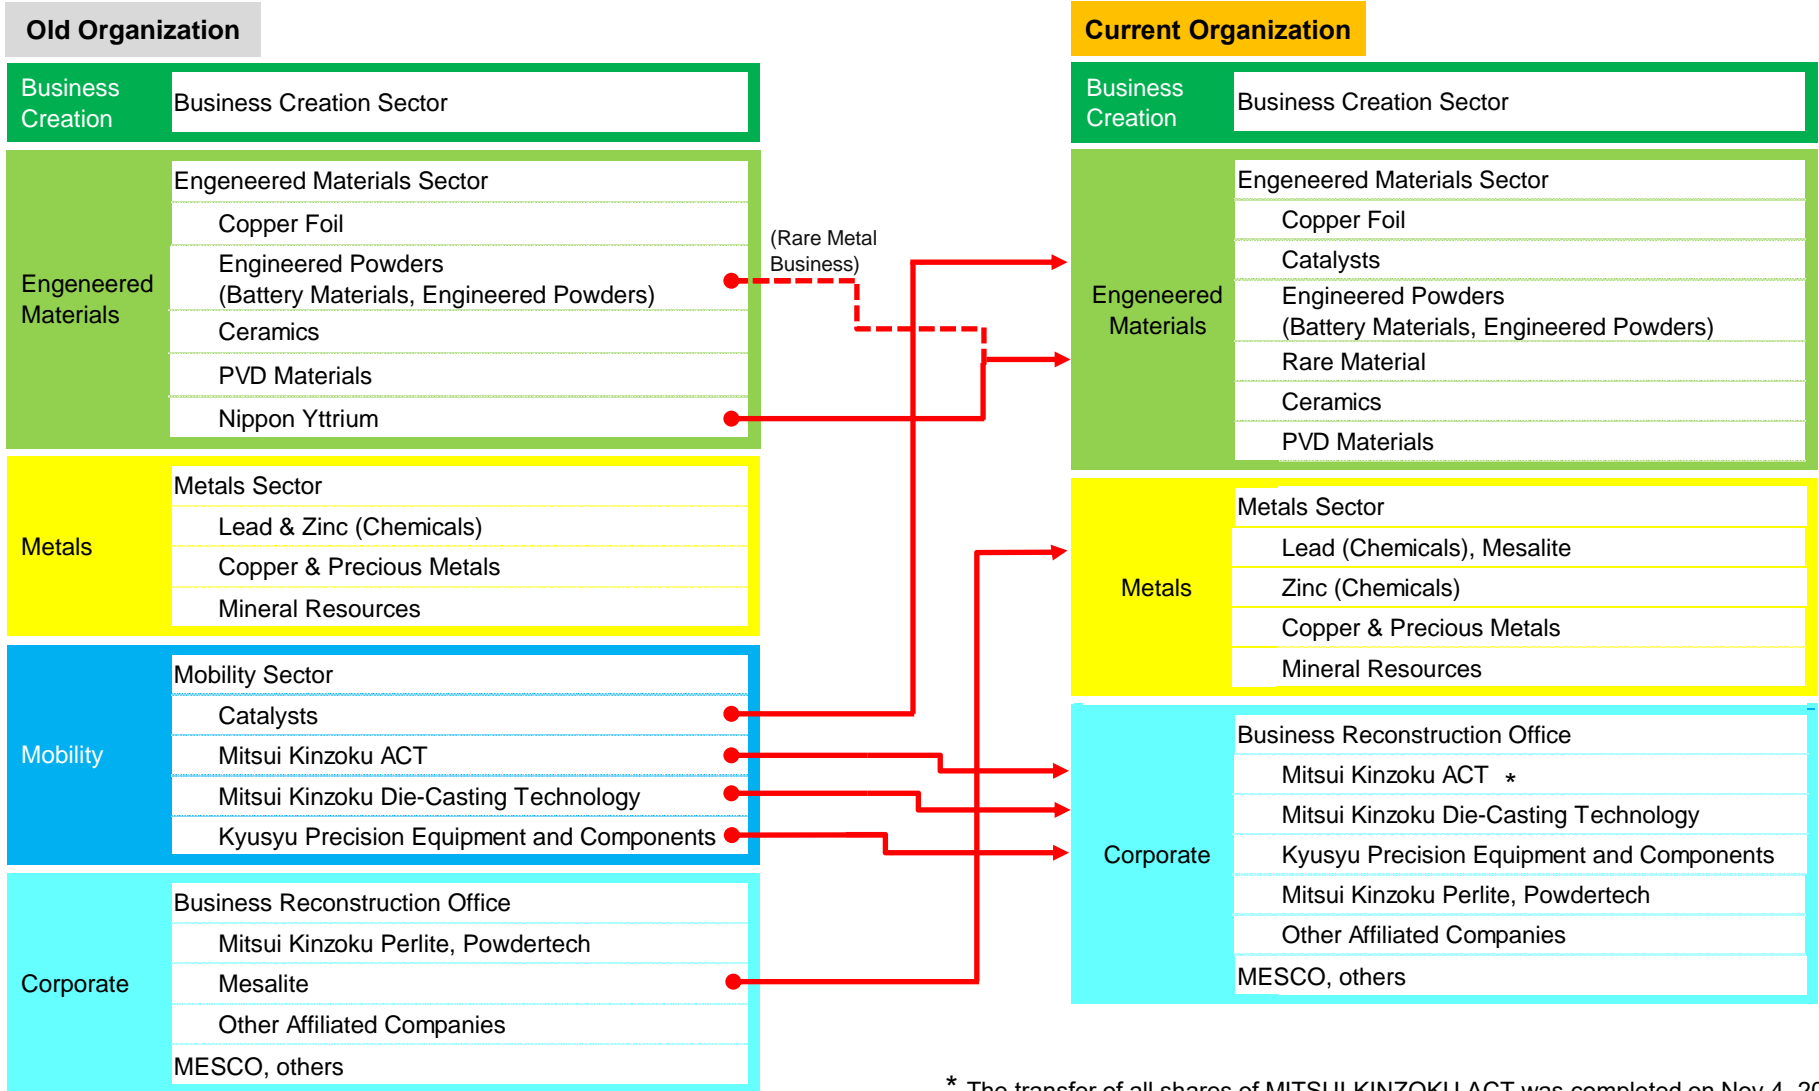 Old Organization
Business
Creation
Business Creation Sector
Engeneered
Materials
Engeneered Materials Sector
Copper Foil
Engineered Powders
(Battery Materials, Engineered Powders)
Ceramics
PVD Materials
Nippon Yttrium
Metals
Metals Sector
Lead & Zinc (Chemicals)
Copper & Precious Metals
Mineral Resources
Mobility
Mobility Sector
Catalysts
Mitsui Kinzoku ACT
Mitsui Kinzoku Die-Casting Technology
Kyusyu Precision Equipment and Components
Corporate
Business Reconstruction Office
Mitsui Kinzoku Perlite, Powdertech
Mesalite
Other Affiliated Companies
MESCO, others
(Rare Metal
Business)
Current Organization
Business
Creation
Business Creation Sector
Engeneered
Materials
Engeneered Materials Sector
Copper Foil
Catalysts
Engineered Powders
(Battery Materials, Engineered Powders)
Rare Material
Ceramics
PVD Materials
Metals
Metals Sector
Lead (Chemicals), Mesalite
Zinc (Chemicals)
Copper & Precious Metals
Mineral Resources
Corporate
Business Reconstruction Office
Mitsui Kinzoku ACT *
Mitsui Kinzoku Die-Casting Technology
Kyusyu Precision Equipment and Components
Mitsui Kinzoku Perlite, Powdertech
Other Affiliated Companies
MESCO, others
* The transfer of all shares of MITSUI KINZOKU ACT was completed on Nov 4, 20